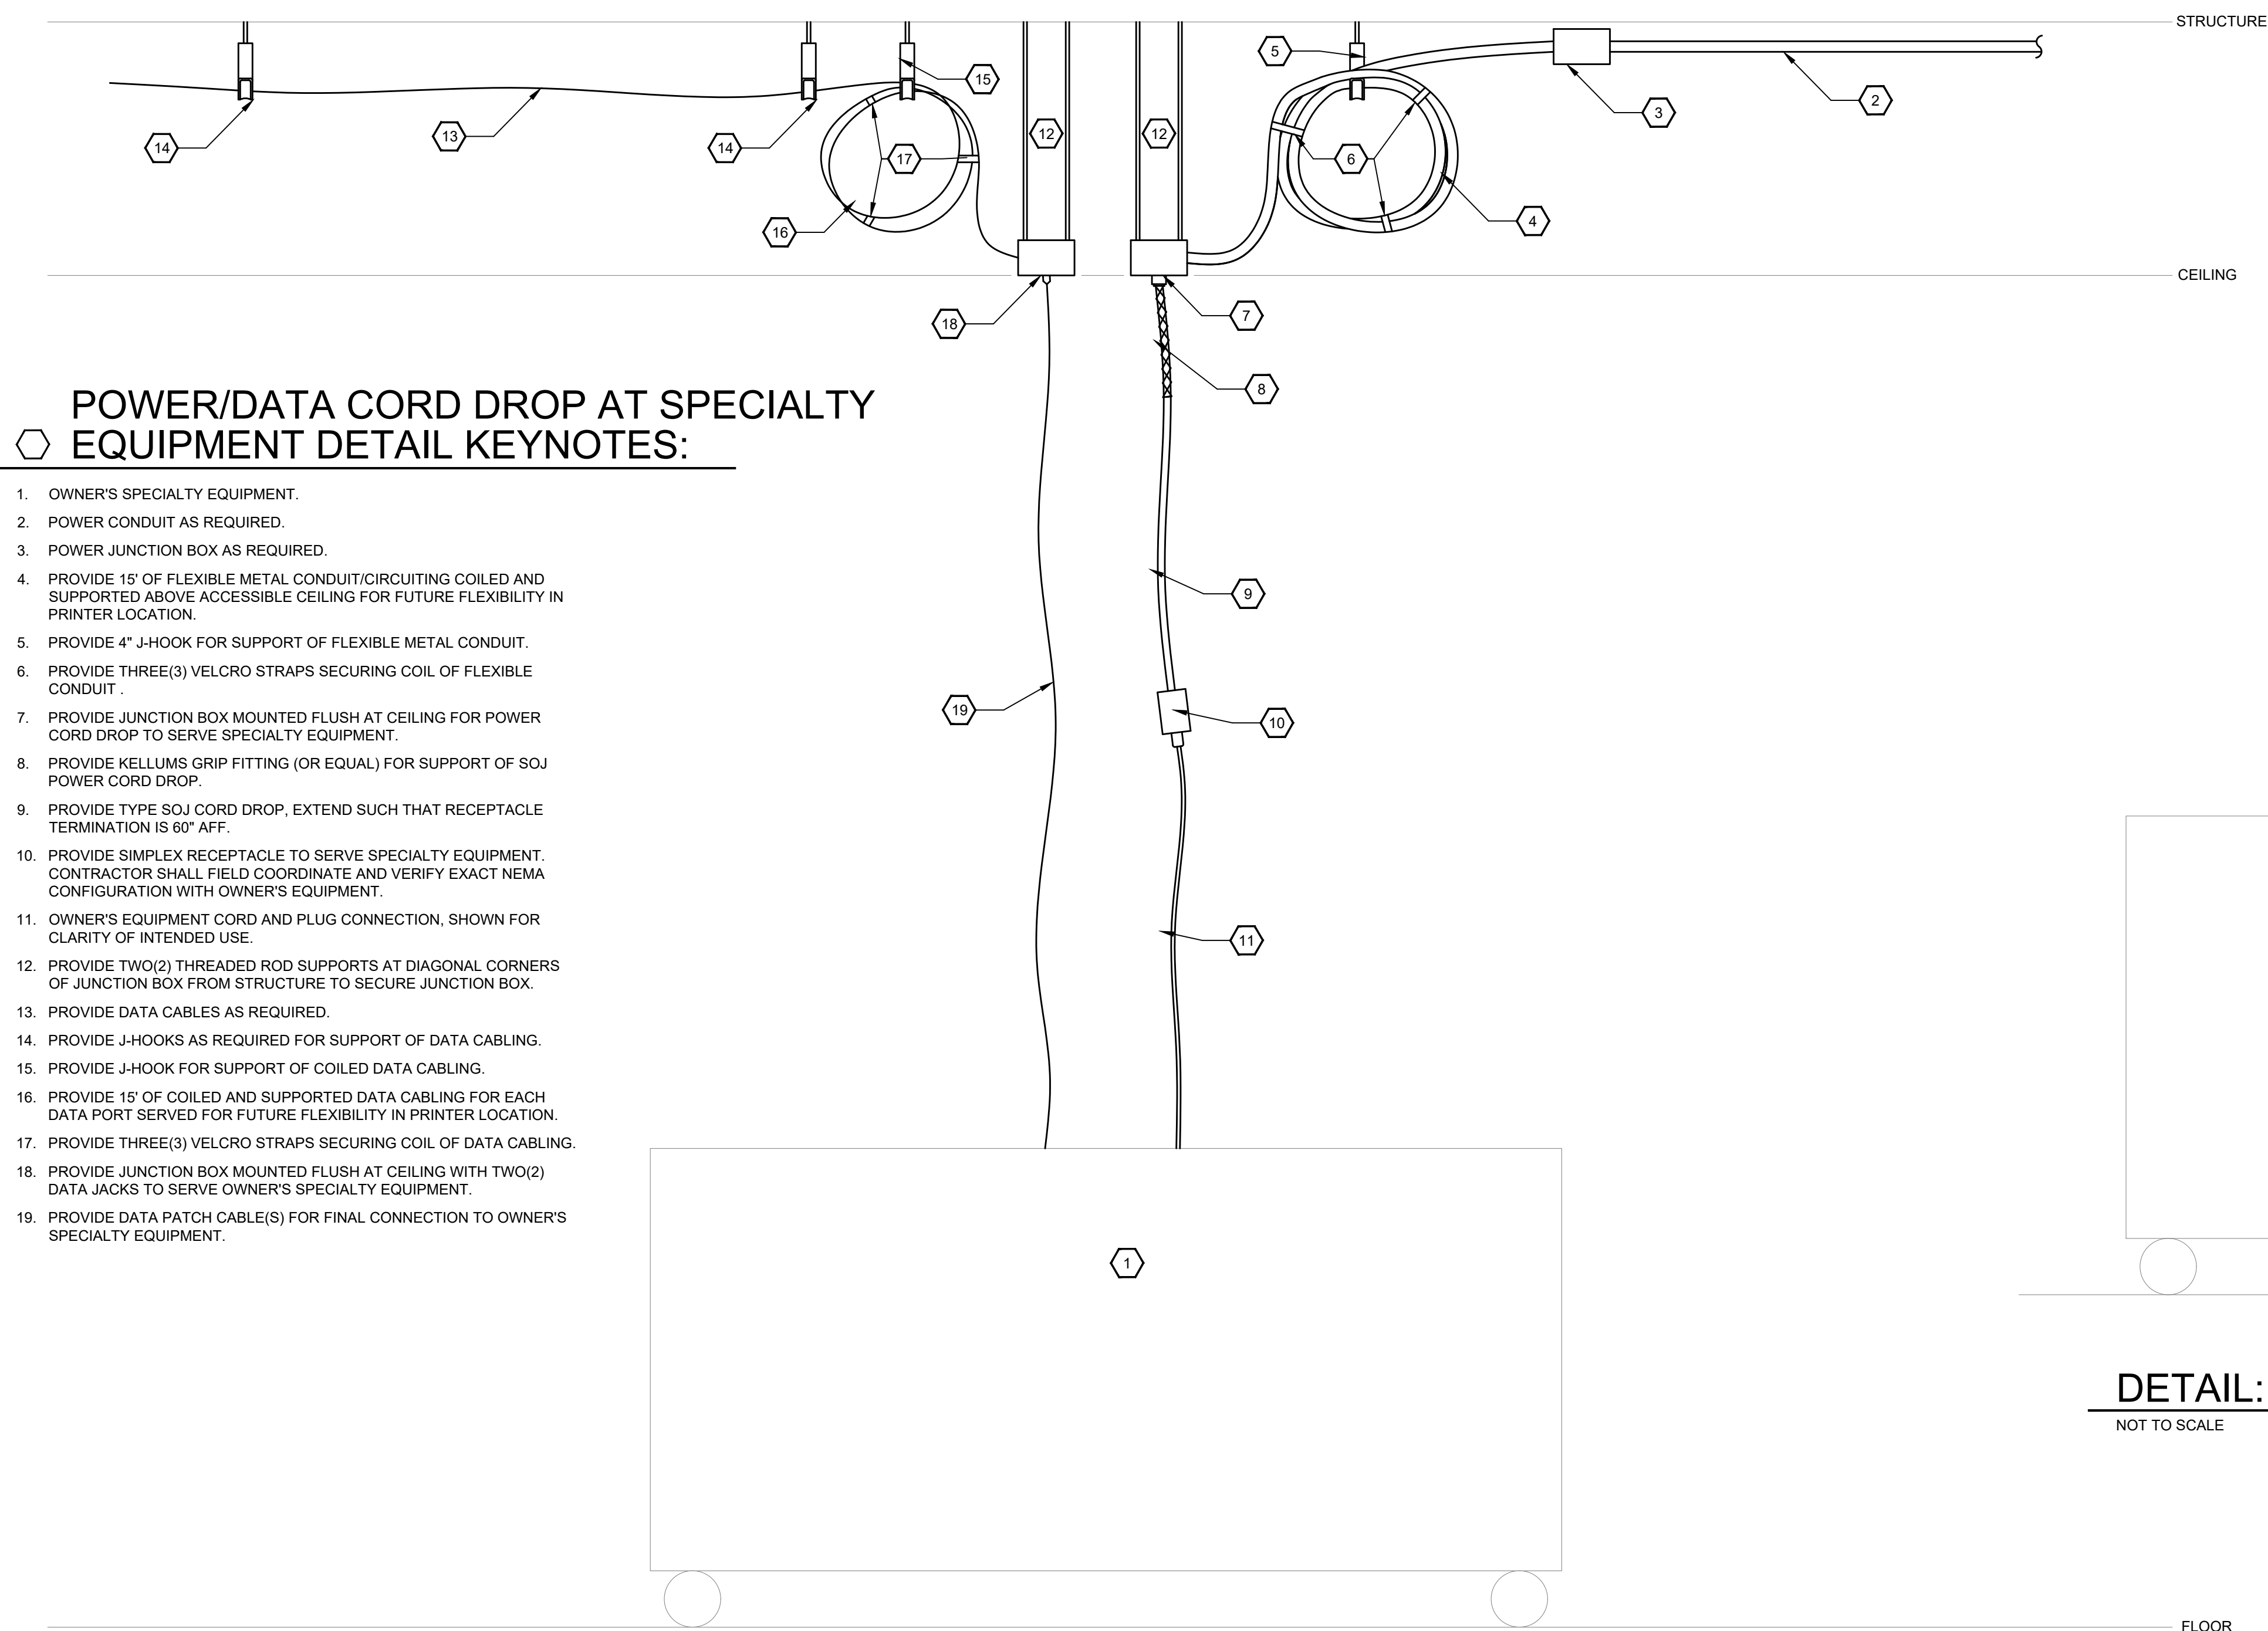 STRUCTURE
5
15
2
3
12
12
14
13
14
17
6
16
4
CEILING
18
7
8
POWER/DATA CORD DROP AT SPECIALTY
EQUIPMENT DETAIL KEYNOTES:
1. OWNER'S SPECIALTY EQUIPMENT.
2. POWER CONDUIT AS REQUIRED.
3. POWER JUNCTION BOX AS REQUIRED.
4. PROVIDE 15' OF FLEXIBLE METAL CONDUIT/CIRCUITING COILED AND
SUPPORTED ABOVE ACCESSIBLE CEILING FOR FUTURE FLEXIBILITY IN
PRINTER LOCATION.
5. PROVIDE 4" J-HOOK FOR SUPPORT OF FLEXIBLE METAL CONDUIT.
6. PROVIDE THREE(3) VELCRO STRAPS SECURING COIL OF FLEXIBLE
CONDUIT .
7. PROVIDE JUNCTION BOX MOUNTED FLUSH AT CEILING FOR POWER
CORD DROP TO SERVE SPECIALTY EQUIPMENT.
8. PROVIDE KELLUMS GRIP FITTING (OR EQUAL) FOR SUPPORT OF SOJ
POWER CORD DROP.
9. PROVIDE TYPE SOJ CORD DROP, EXTEND SUCH THAT RECEPTACLE
TERMINATION IS 60" AFF.
10. PROVIDE SIMPLEX RECEPTACLE TO SERVE SPECIALTY EQUIPMENT.
CONTRACTOR SHALL FIELD COORDINATE AND VERIFY EXACT NEMA
CONFIGURATION WITH OWNER'S EQUIPMENT.
11. OWNER'S EQUIPMENT CORD AND PLUG CONNECTION, SHOWN FOR
CLARITY OF INTENDED USE.
12. PROVIDE TWO(2) THREADED ROD SUPPORTS AT DIAGONAL CORNERS
OF JUNCTION BOX FROM STRUCTURE TO SECURE JUNCTION BOX.
13. PROVIDE DATA CABLES AS REQUIRED.
14. PROVIDE J-HOOKS AS REQUIRED FOR SUPPORT OF DATA CABLING.
15. PROVIDE J-HOOK FOR SUPPORT OF COILED DATA CABLING.
16. PROVIDE 15' OF COILED AND SUPPORTED DATA CABLING FOR EACH
DATA PORT SERVED FOR FUTURE FLEXIBILITY IN PRINTER LOCATION.
17. PROVIDE THREE(3) VELCRO STRAPS SECURING COIL OF DATA CABLING.
18. PROVIDE JUNCTION BOX MOUNTED FLUSH AT CEILING WITH TWO(2)
DATA JACKS TO SERVE OWNER'S SPECIALTY EQUIPMENT.
19. PROVIDE DATA PATCH CABLE(S) FOR FINAL CONNECTION TO OWNER'S
SPECIALTY EQUIPMENT.
9
19
10
11
1
DETAIL:
NOT TO SCALE
FLOOR